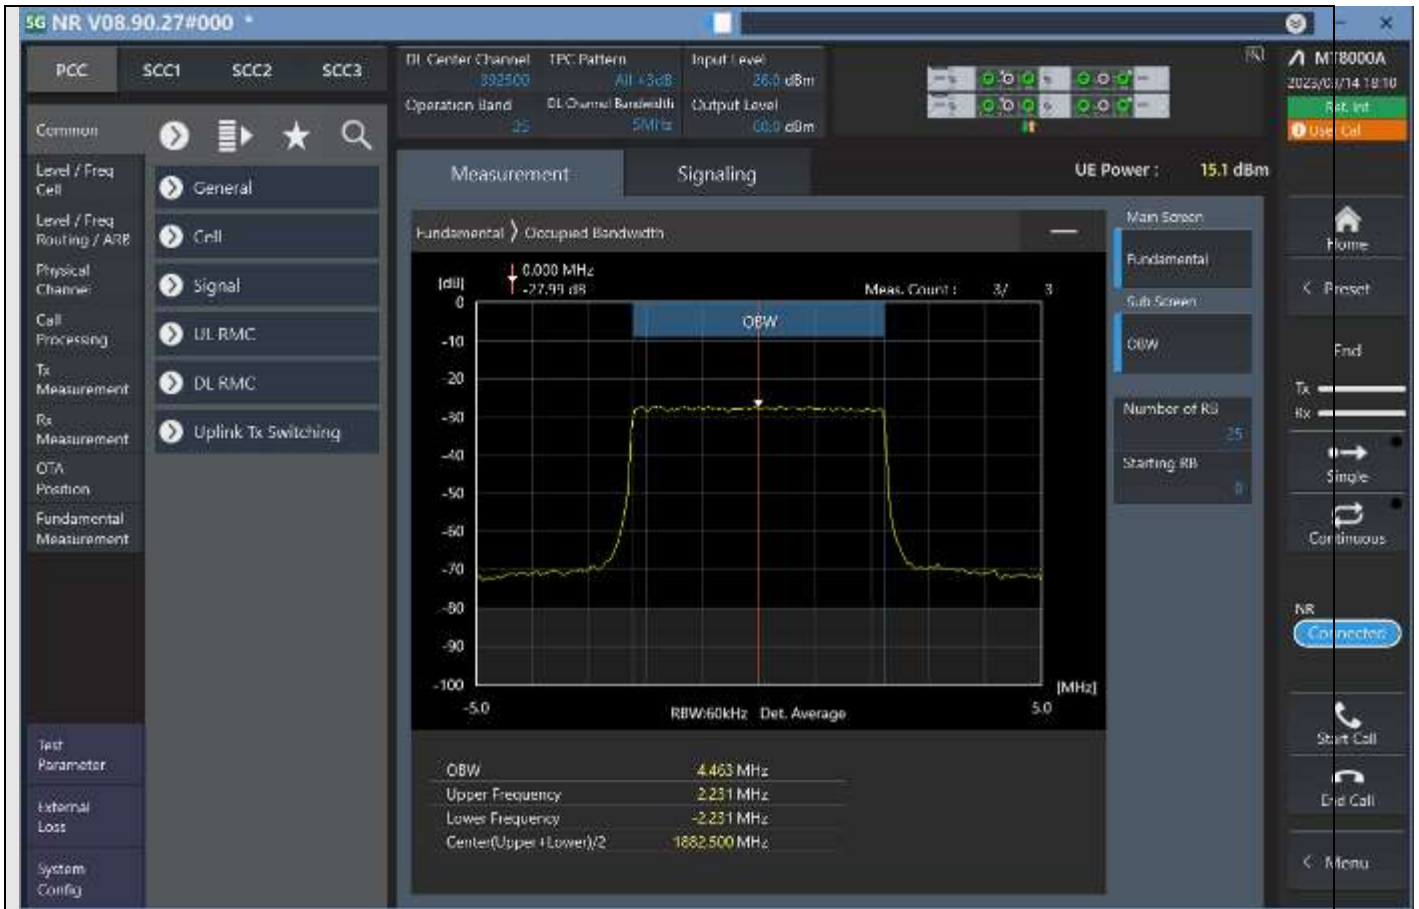 5G NR V08.90.27#000 *
PCC SCC1 SCC2 SCC3
DL Center Channel 392500
TPC Pattern All +3dB
Input Level 26.0 dBm
Operation Band 25
DL Channel Bandwidth 5MHz
Output Level -60.0 dBm
MT8000A
2023/03/14 18:10
Ref. Int
User Cal
Common
Level / Freq
Cell
Level / Freq
Routing / ARB
Physical
Channel
Call
Processing
Tx
Measurement
Rx
Measurement
OTA
Position
Fundamental
Measurement
Test
Parameter
External
Loss
System
Config
General
Cell
Signal
UL RMC
DL RMC
Uplink Tx Switching
Measurement Signaling
UE Power : 15.1 dBm
Fundamental Occupied Bandwidth
0.000 MHz
-27.99 dB
Meas. Count : 3/ 3
[dB]
OBW
0
-10
-20
-30
-40
-50
-60
-70
-80
-90
-100
[MHz]
-5.0 5.0
RBW:60kHz Det. Average
OBW 4.463 MHz
Upper Frequency 2.231 MHz
Lower Frequency -2.231 MHz
Center(Upper+Lower)/2 1882.500 MHz
Main Screen
Fundamental
Sub Screen
OBW
Number of RB
25
Starting RB
0
Home
< Preset
End
Tx
Rx
Single
Continuous
NR
Connected
Start Call
End Call
< Menu